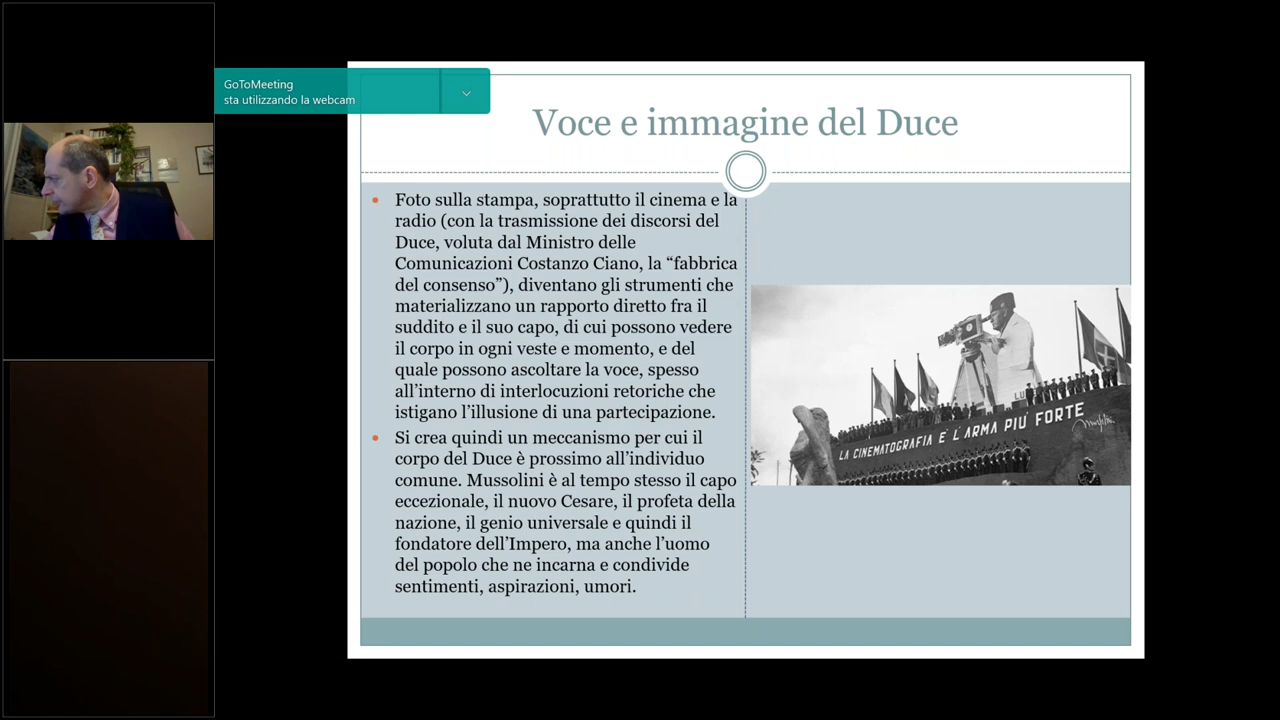 GoToMeeting
sta utilizzando la webcam
Voce e immagine del Duce
Foto sulla stampa, soprattutto il cinema e la
radio (con la trasmissione dei discorsi del
Duce, voluta dal Ministro delle
Comunicazioni Costanzo Ciano, la “fabbrica
del consenso”), diventano gli strumenti che
materializzano un rapporto diretto fra il
suddito e il suo capo, di cui possono vedere
il corpo in ogni veste e momento, e del
quale possono ascoltare la voce, spesso
all’interno di interlocuzioni retoriche che
istigano l’illusione di una partecipazione.
Si crea quindi un meccanismo per cui il
corpo del Duce è prossimo all’individuo
comune. Mussolini è al tempo stesso il capo
eccezionale, il nuovo Cesare, il profeta della
nazione, il genio universale e quindi il
fondatore dell’Impero, ma anche l’uomo
del popolo che ne incarna e condivide
sentimenti, aspirazioni, umori.
LA CINEMATOGRAFIA È L'ARMA PIÙ FORTE